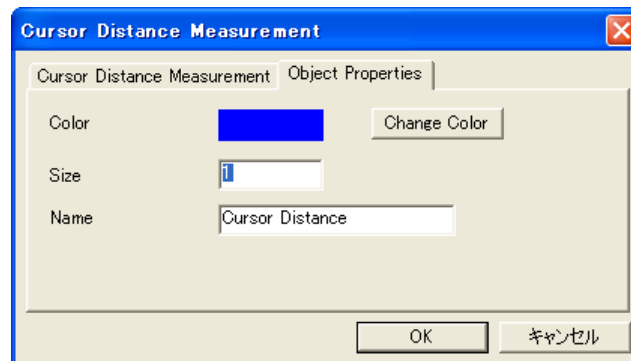 Cursor Distance Measurement
Cursor Distance Measurement Object Properties
Color Change Color
Size 1
Name Cursor Distance
OK キャンセル